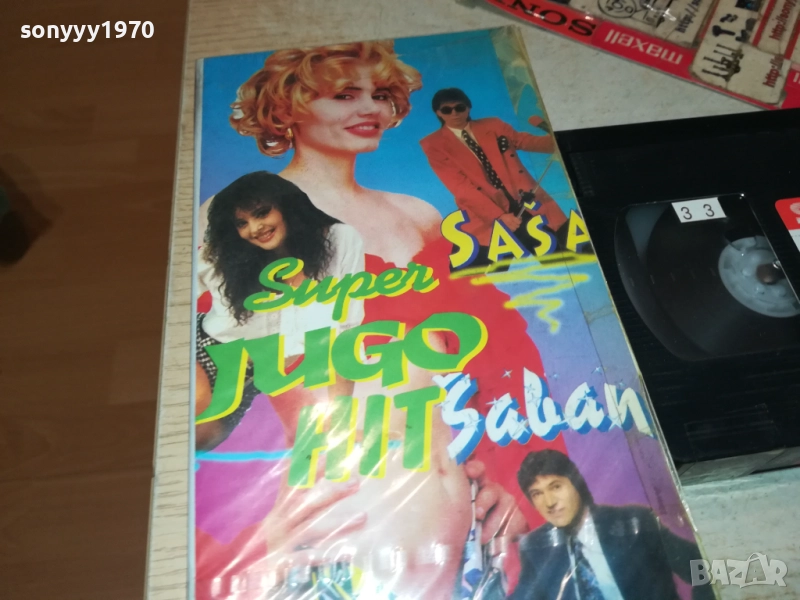 sonyyy1970
SONY
maxell
SAŠA
33
Super
JUGO
HIT
Šaban
BAZAR